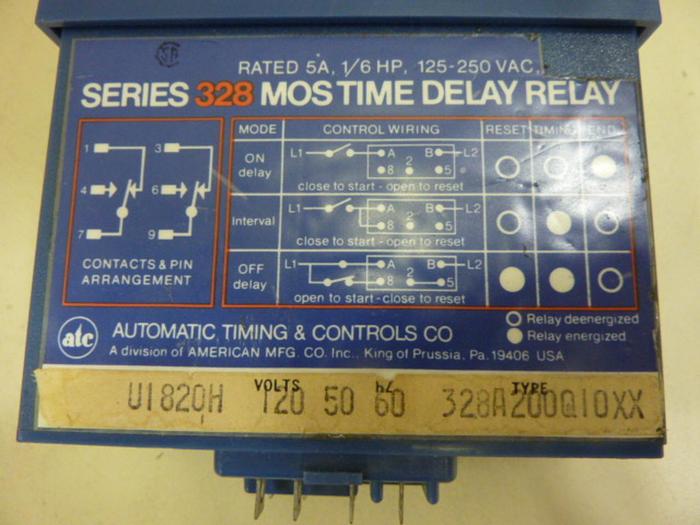 RATED 5A, 1/6 HP, 125-250 VAC,
SERIES 328 MOS TIME DELAY RELAY
MODE CONTROL WIRING RESET TIMING END
1 3
4 6
7 9
CONTACTS & PIN
ARRANGEMENT
ON
delay
L1 A B L2
8 2 5
close to start - open to reset
Interval
L1 A B L2
8 2 5
close to start - open to reset
OFF
delay
L1 A B L2
8 2 5
open to start - close to reset
Relay deenergized
Relay energized
atc AUTOMATIC TIMING & CONTROLS CO
A division of AMERICAN MFG. CO. Inc., King of Prussia, Pa. 19406 USA
VOLTS hz TYPE
U1820H 120 50 60 328A200Q10XX